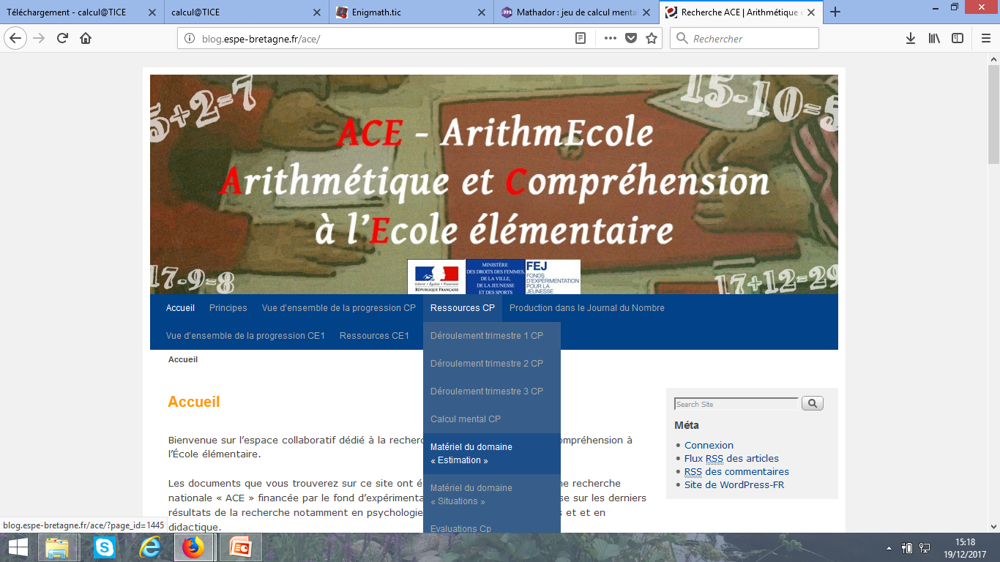 Téléchargement - calcul@TICE
calcul@TICE
Enigmath.tic
Mathador : jeu de calcul menta
Recherche ACE | Arithmétique e
blog.espe-bretagne.fr/ace/
Rechercher
5+2=7
15-10=5
ACE - ArithmEcole
Arithmétique et Compréhension
à l'Ecole élémentaire
17-9=8
17+12=29
Liberté • Égalité • Fraternité
RÉPUBLIQUE FRANÇAISE
MINISTÈRE
DES DROITS DES FEMMES,
DE LA VILLE,
DE LA JEUNESSE
ET DES SPORTS
FEJ
FONDS
D'EXPÉRIMENTATION
POUR LA
JEUNESSE
Accueil Principes Vue d'ensemble de la progression CP Ressources CP Production dans le Journal du Nombre
Vue d'ensemble de la progression CE1 Ressources CE1
Déroulement trimestre 1 CP
Déroulement trimestre 2 CP
Déroulement trimestre 3 CP
Calcul mental CP
Matériel du domaine
« Estimation »
Matériel du domaine
« Situations »
Evaluations Cp
Accueil
Accueil
Bienvenue sur l'espace collaboratif dédié à la recher ompréhension à
l'École élémentaire.
Les documents que vous trouverez sur ce site ont é ne recherche
nationale « ACE » financée par le fond d'expérimenta se sur les derniers
résultats de la recherche notamment en psychologie s et et en
didactique.
Search Site
Méta
Connexion
Flux RSS des articles
RSS des commentaires
Site de WordPress-FR
blog.espe-bretagne.fr/ace/?page_id=1445
15:18
19/12/2017